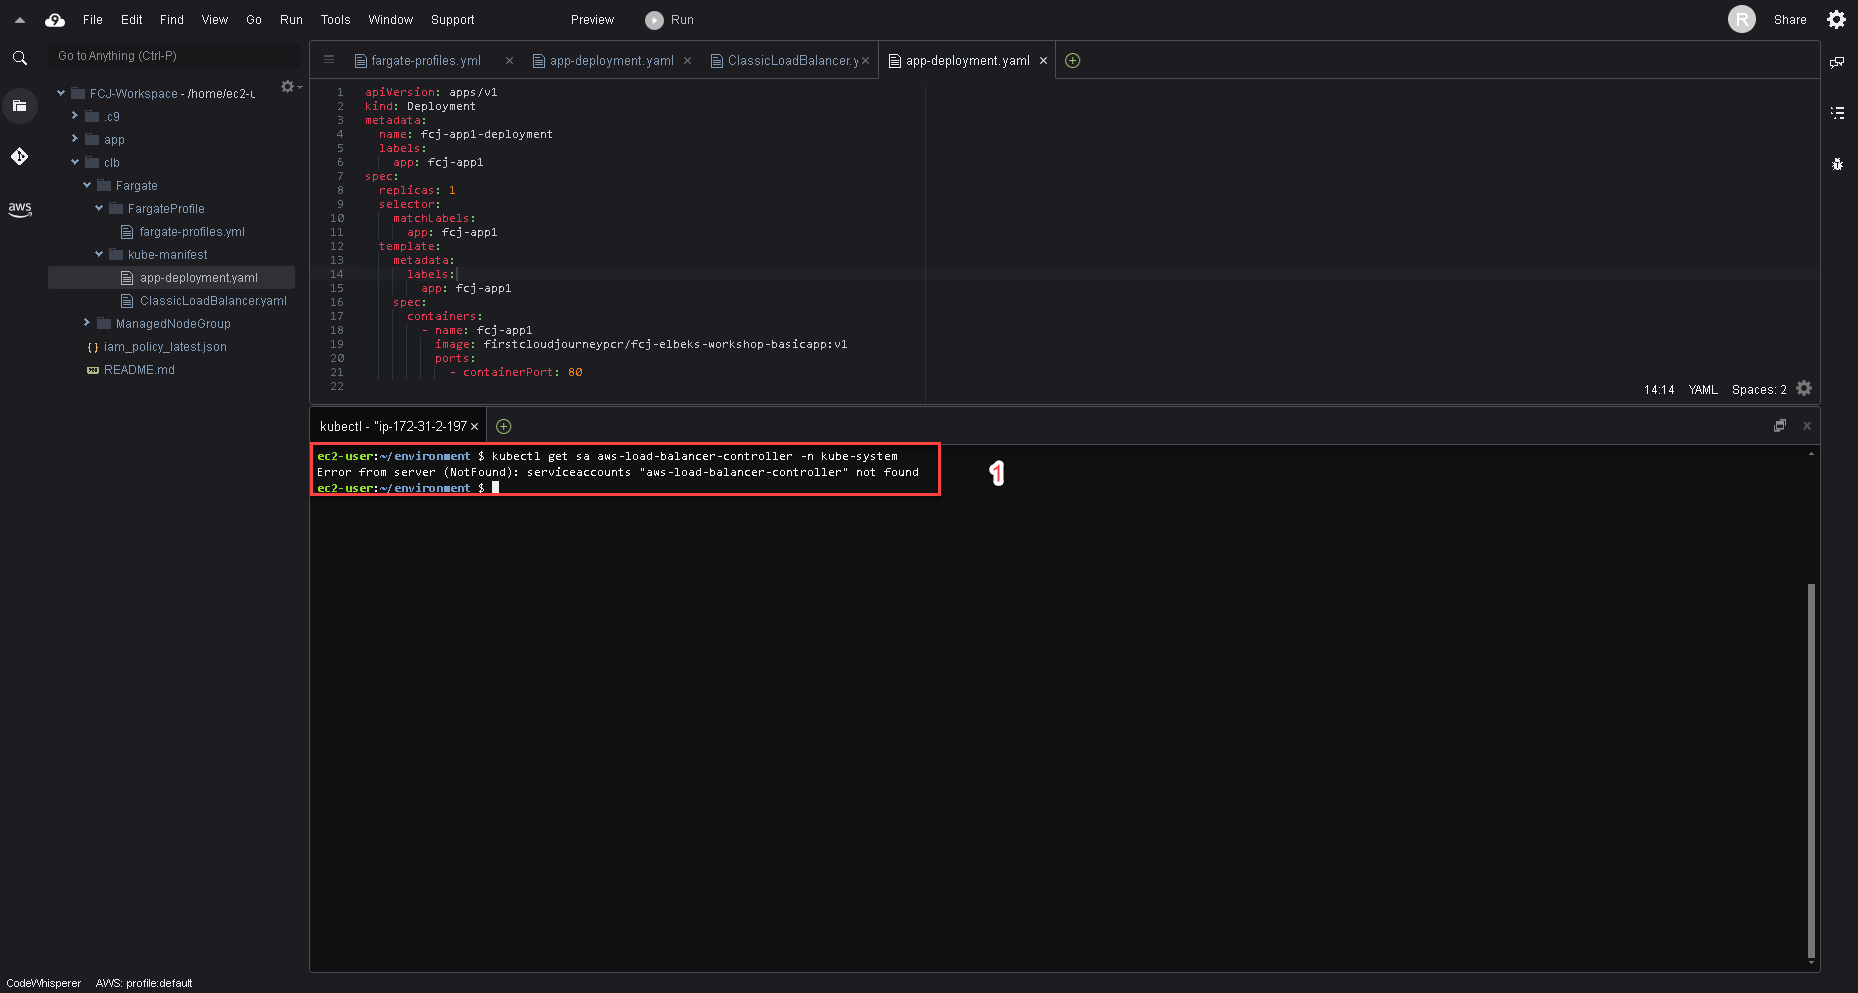 File Edit Find View Go Run Tools Window Support Preview Run R Share
Go to Anything (Ctrl-P)
FCJ-Workspace - /home/ec2-u
.c9
app
clb
Fargate
FargateProfile
fargate-profiles.yml
kube-manifest
app-deployment.yaml
ClassicLoadBalancer.yaml
ManagedNodeGroup
{ } iam_policy_latest.json
README.md
aws
fargate-profiles.yml × app-deployment.yaml × ClassicLoadBalancer.y × app-deployment.yaml ×
1 apiVersion: apps/v1
2 kind: Deployment
3 metadata:
4 name: fcj-app1-deployment
5 labels:
6 app: fcj-app1
7 spec:
8 replicas: 1
9 selector:
10 matchLabels:
11 app: fcj-app1
12 template:
13 metadata:
14 labels:
15 app: fcj-app1
16 spec:
17 containers:
18 - name: fcj-app1
19 image: firstcloudjourneypcr/fcj-elbeks-workshop-basicapp:v1
20 ports:
21 - containerPort: 80
22
14:14 YAML Spaces: 2
kubectl - "ip-172-31-2-197 ×
ec2-user:~/environment $ kubectl get sa aws-load-balancer-controller -n kube-system
Error from server (NotFound): serviceaccounts "aws-load-balancer-controller" not found
ec2-user:~/environment $
1
CodeWhisperer AWS: profile:default